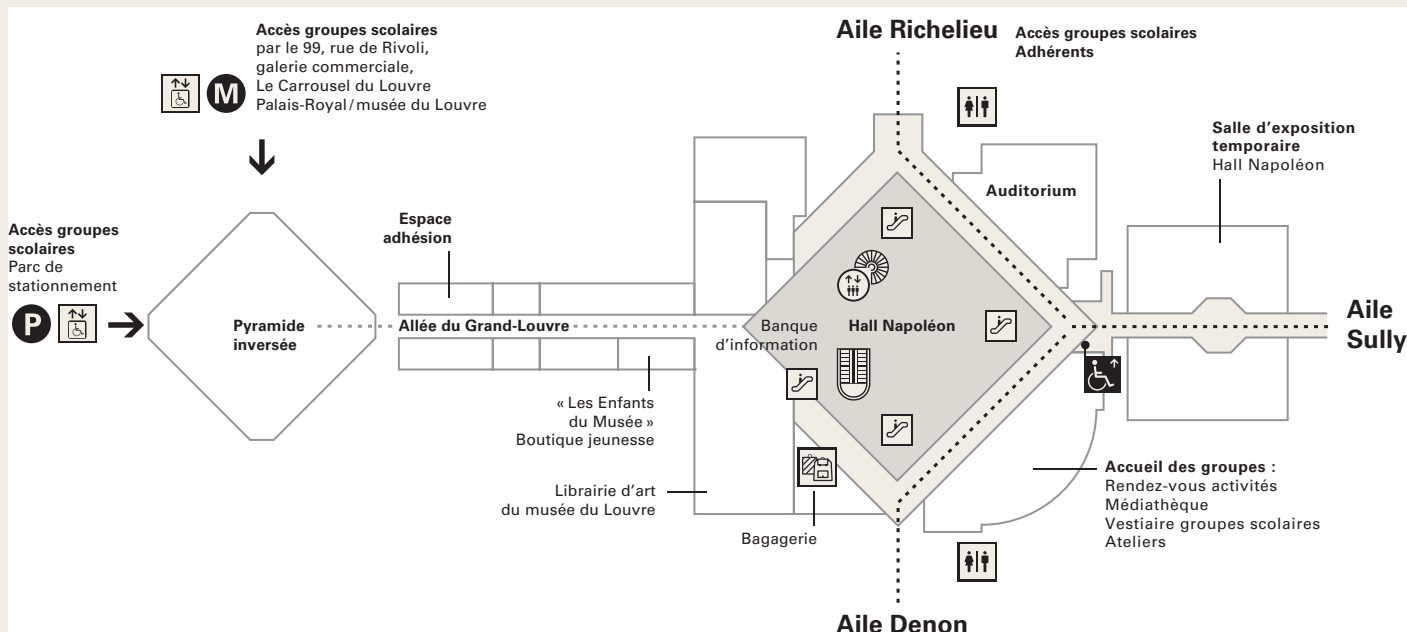 Accès groupes scolaires
par le 99, rue de Rivoli,
galerie commerciale,
Le Carrousel du Louvre
Palais-Royal/musée du Louvre
M
Aile Richelieu
Accès groupes scolaires
Adhérents
Salle d’exposition
temporaire
Hall Napoléon
Auditorium
Accès groupes
scolaires
Parc de
stationnement
P
Espace
adhésion
Pyramide
inversée
Allée du Grand-Louvre
Banque
d’information
Hall Napoléon
Aile
Sully
« Les Enfants
du Musée »
Boutique jeunesse
Librairie d’art
du musée du Louvre
Bagagerie
Accueil des groupes :
Rendez-vous activités
Médiathèque
Vestiaire groupes scolaires
Ateliers
Aile Denon